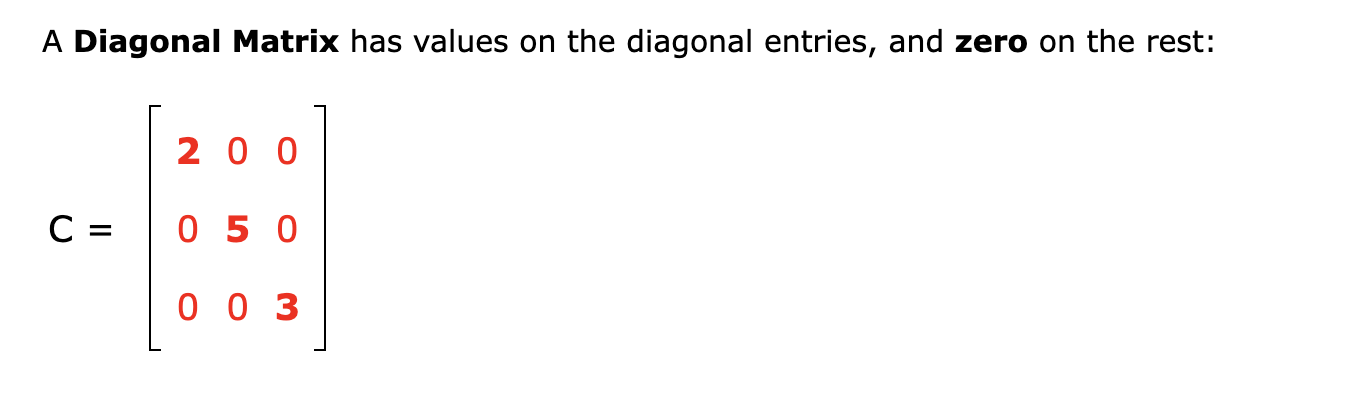 A Diagonal Matrix has values on the diagonal entries, and zero on the rest:
2 0 0
C = 0 5 0
0 0 3